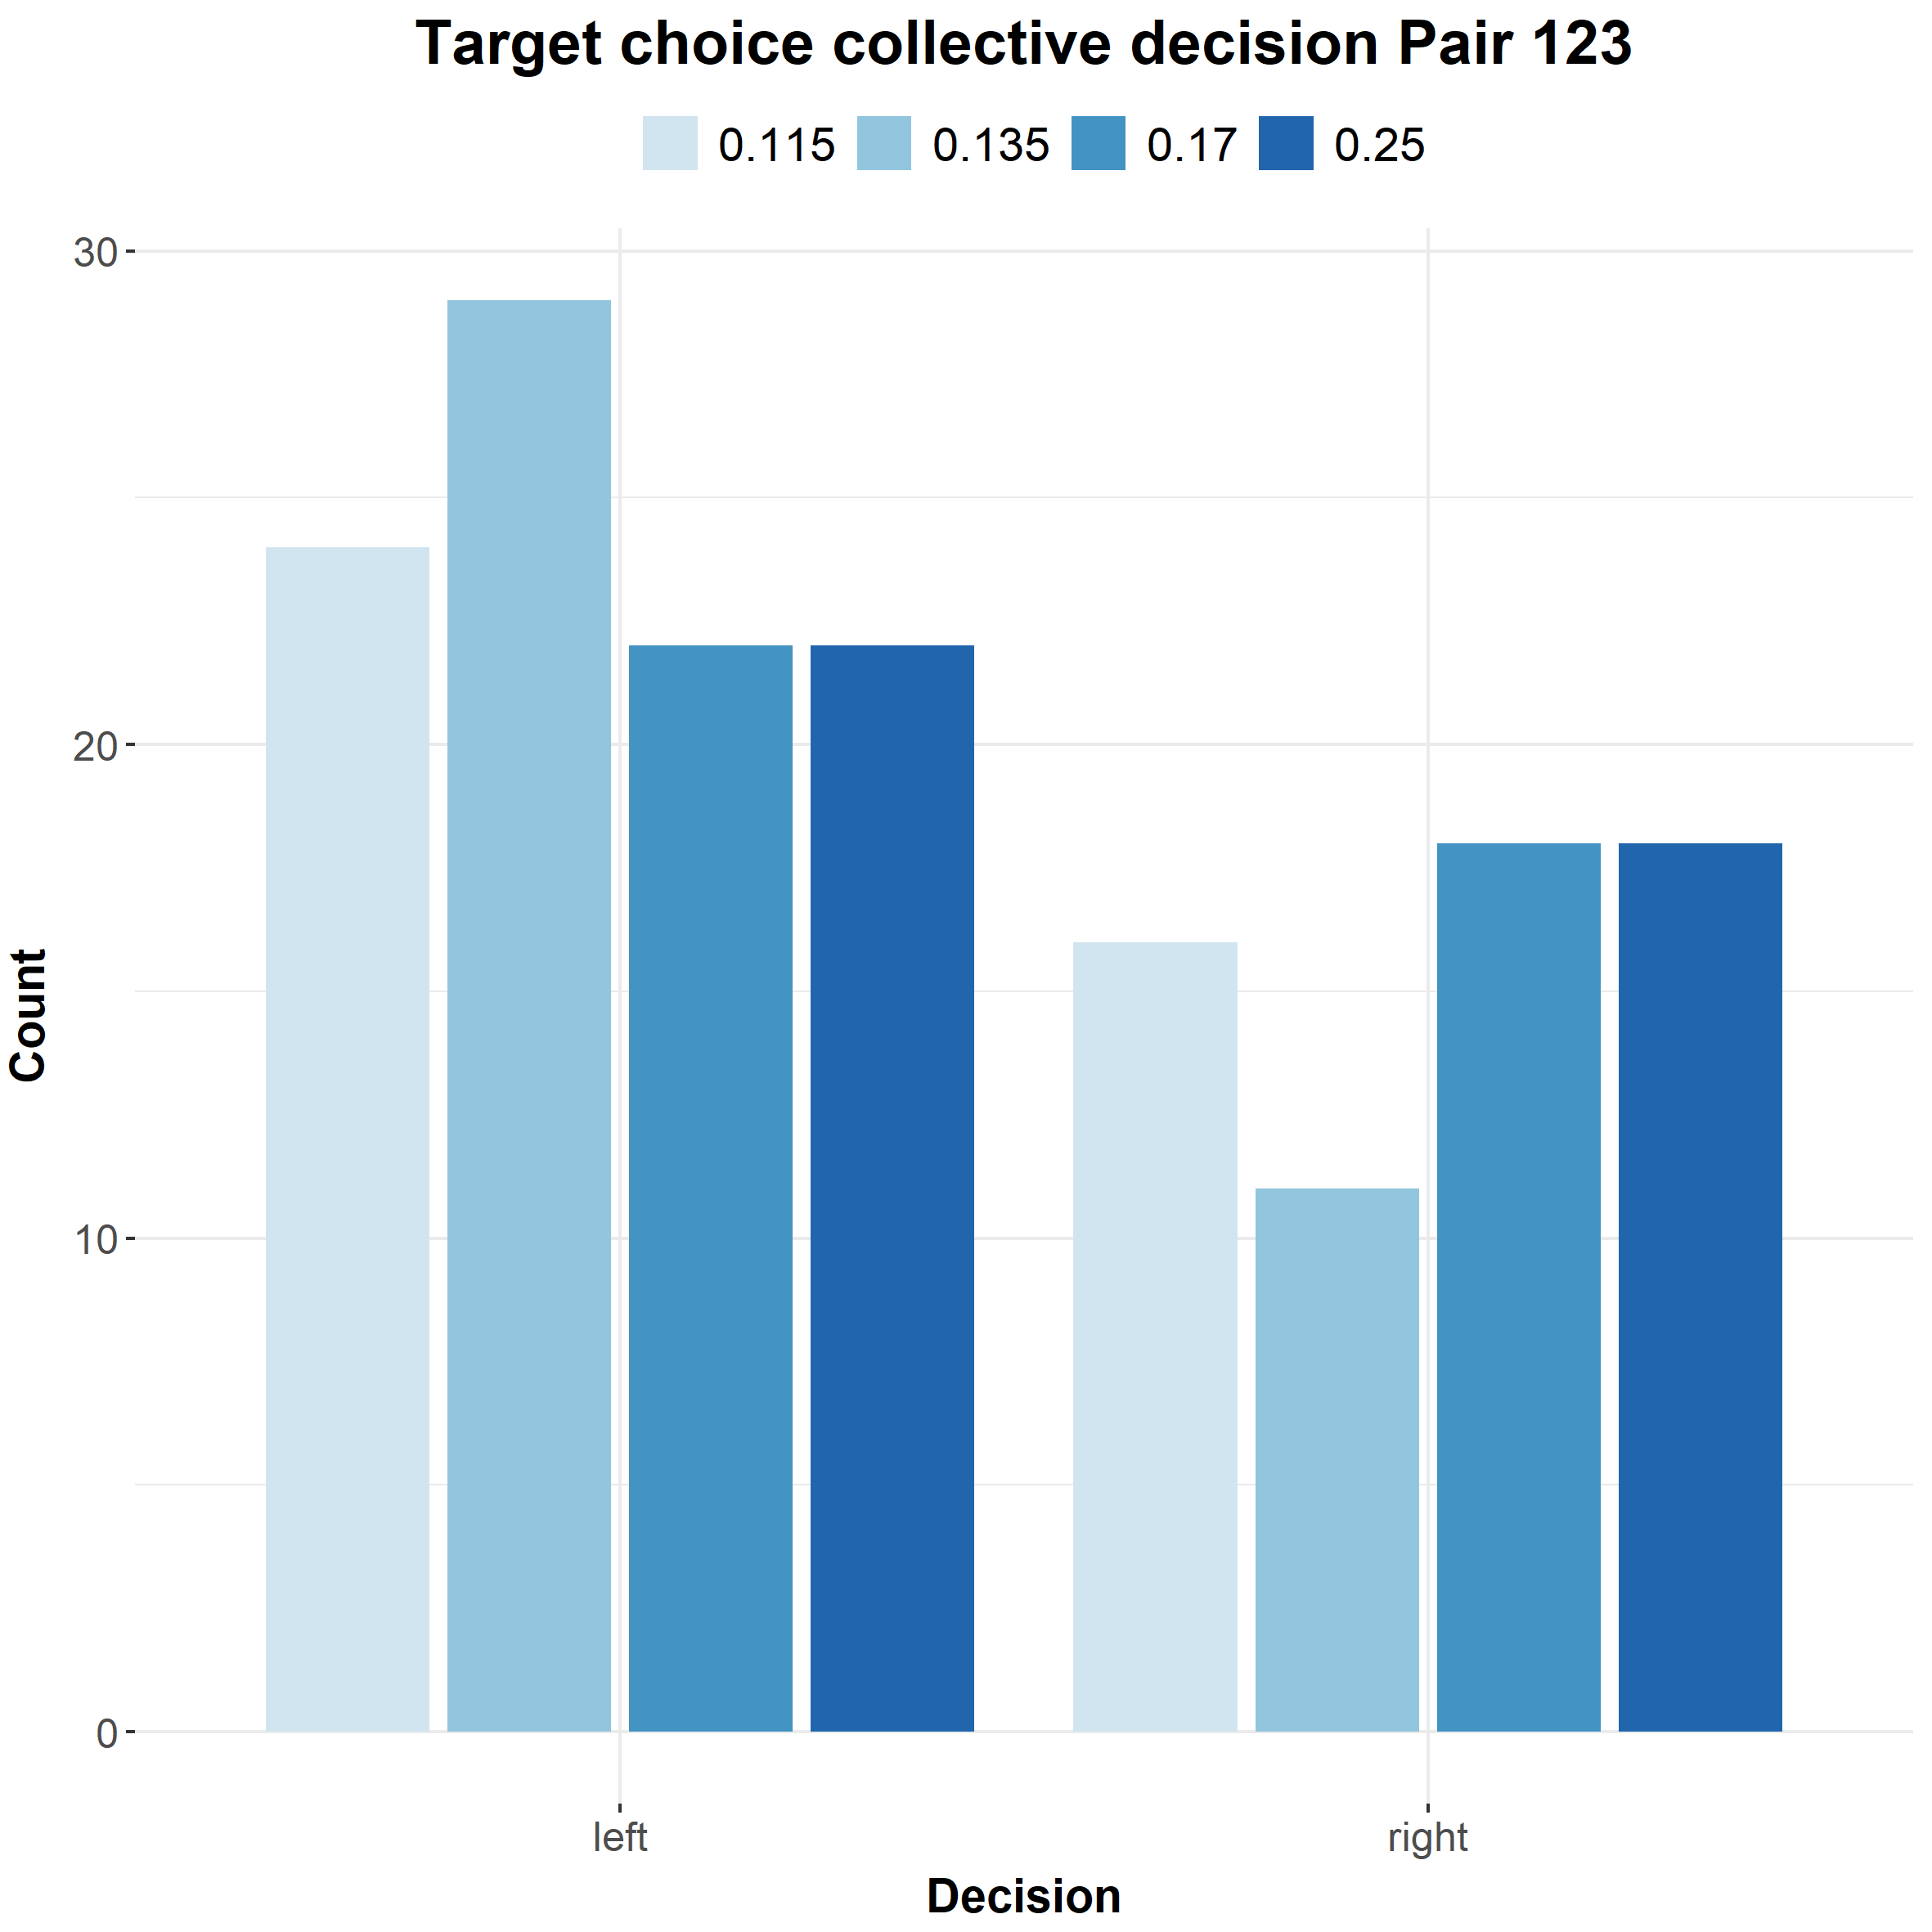 Target choice collective decision Pair 123
0.115 0.135 0.17 0.25
30
20
10
0
Count
left right
Decision